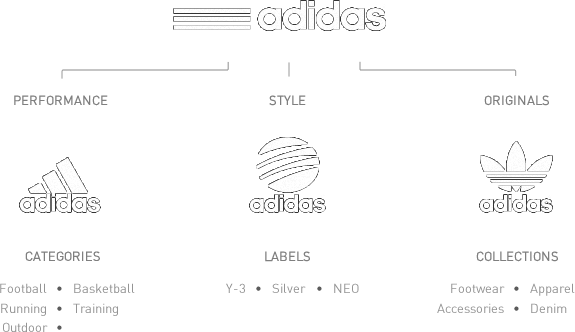 adidas
PERFORMANCE STYLE ORIGINALS
adidas adidas adidas
CATEGORIES LABELS COLLECTIONS
Football • Basketball Y-3 • Silver • NEO Footwear • Apparel
Running • Training Accessories • Denim
Outdoor •